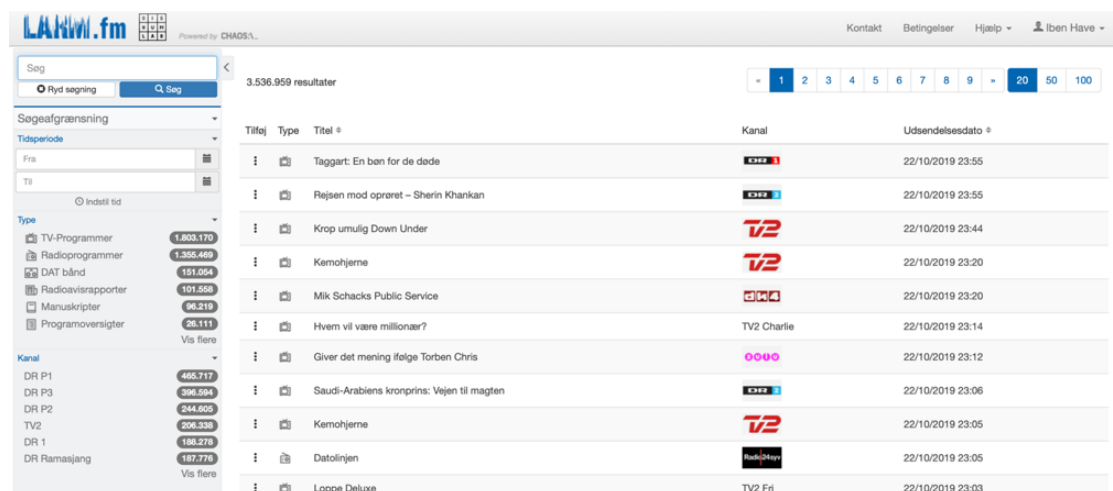 LARM.fm SIS HUM LAB Powered by CHAOS:\_ Kontakt Betingelser Hjælp Iben Have
Søg
Ryd søgning Søg
Søgeafgrænsning
Tidsperiode
Fra
Til
Indstil tid
Type
TV-Programmer 1.803.170
Radioprogrammer 1.355.469
DAT bånd 151.054
Radioavisrapporter 101.558
Manuskripter 96.219
Programoversigter 26.111
Vis flere
Kanal
DR P1 465.717
DR P3 396.594
DR P2 244.605
TV2 206.338
DR 1 188.278
DR Ramasjang 187.776
Vis flere
3.536.959 resultater « 1 2 3 4 5 6 7 8 9 » 20 50 100
Tilføj Type Titel Kanal Udsendelsesdato
Taggart: En bøn for de døde DR 1 22/10/2019 23:55
Rejsen mod oprøret – Sherin Khankan DR 2 22/10/2019 23:55
Krop umulig Down Under TV2 22/10/2019 23:44
Kemohjerne TV2 22/10/2019 23:20
Mik Schacks Public Service dk4 22/10/2019 23:20
Hvem vil være millionær? TV2 Charlie 22/10/2019 23:14
Giver det mening ifølge Torben Chris 22/10/2019 23:12
Saudi-Arabiens kronprins: Vejen til magten DR 2 22/10/2019 23:06
Kemohjerne TV2 22/10/2019 23:05
Datolinjen Radio24syv 22/10/2019 23:05
Loppe Deluxe TV2 Fri 22/10/2019 23:03